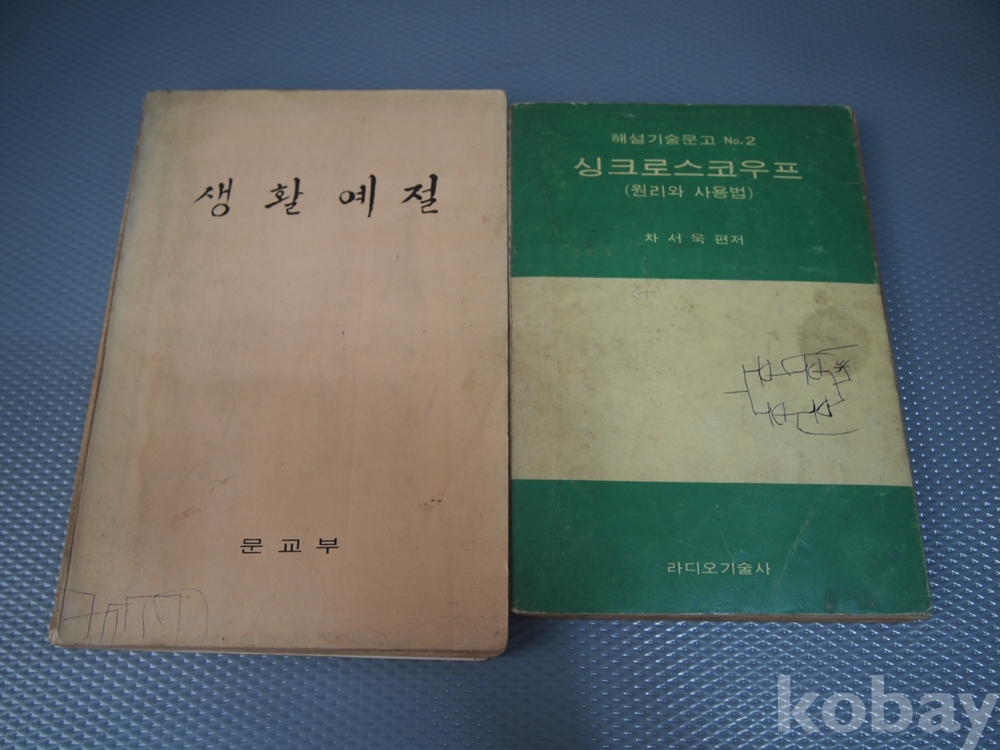 생활예절
문교부
해설기술문고 No.2
싱크로스코우프
(원리와 사용법)
차서욱 편저
라디오기술사
kobay